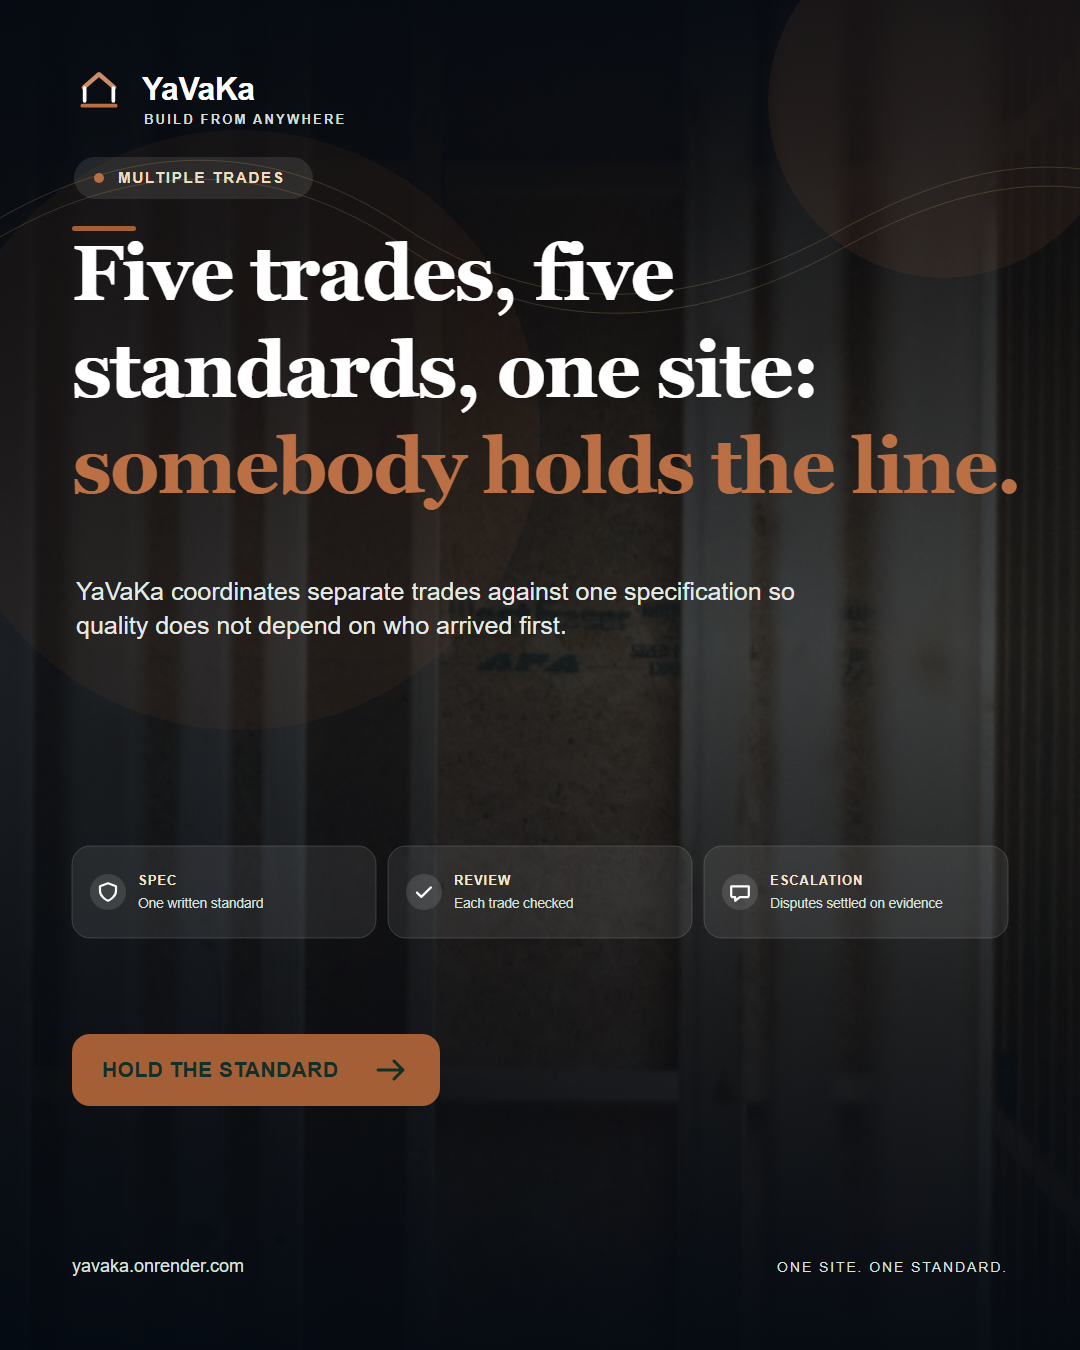 YaVaKa
BUILD FROM ANYWHERE
MULTIPLE TRADES
Five trades, five
standards, one site:
somebody holds the line.
YaVaKa coordinates separate trades against one specification so
quality does not depend on who arrived first.
SPEC
One written standard
REVIEW
Each trade checked
ESCALATION
Disputes settled on evidence
HOLD THE STANDARD
yavaka.onrender.com
ONE SITE. ONE STANDARD.